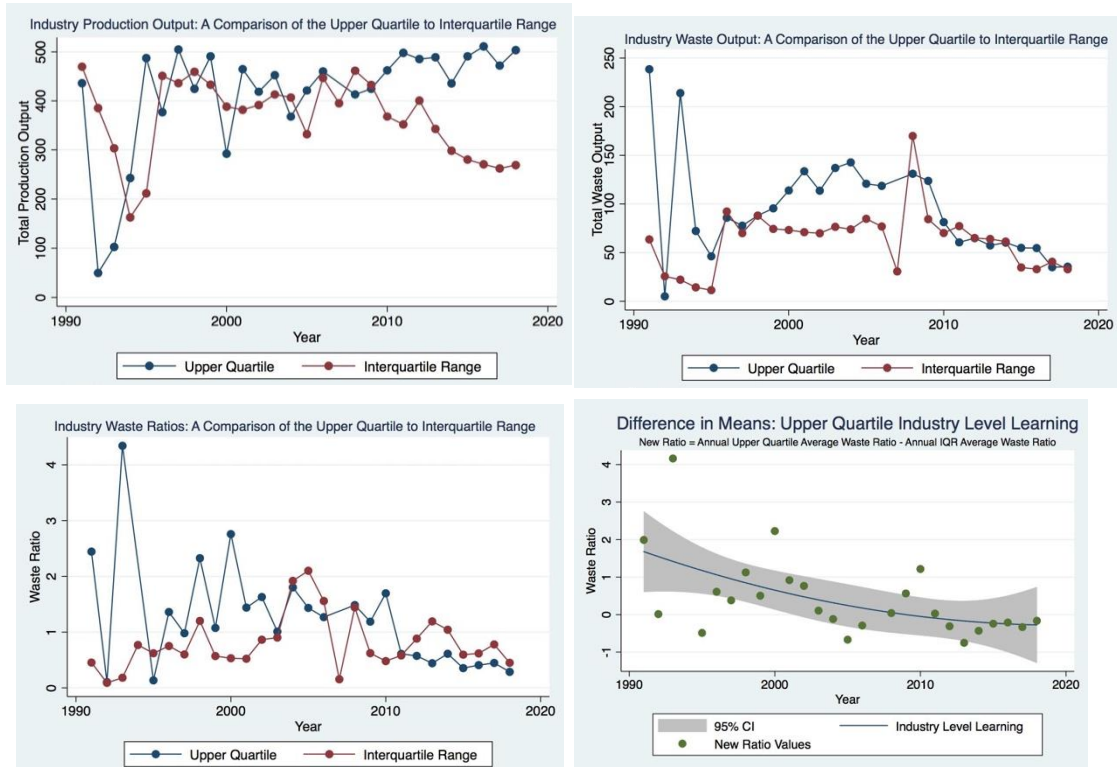 Industry Production Output: A Comparison of the Upper Quartile to Interquartile Range
Total Production Output
0
100
200
300
400
500
1990
2000
2010
2020
Year
Upper Quartile
Interquartile Range
Industry Waste Output: A Comparison of the Upper Quartile to Interquartile Range
Total Waste Output
0
50
100
150
200
250
1990
2000
2010
2020
Year
Upper Quartile
Interquartile Range
Industry Waste Ratios: A Comparison of the Upper Quartile to Interquartile Range
Waste Ratio
0
1
2
3
4
1990
2000
2010
2020
Year
Upper Quartile
Interquartile Range
Difference in Means: Upper Quartile Industry Level Learning
New Ratio = Annual Upper Quartile Average Waste Ratio - Annual IQR Average Waste Ratio
Waste Ratio
-1
0
1
2
3
4
1990
2000
2010
2020
Year
95% CI
Industry Level Learning
New Ratio Values